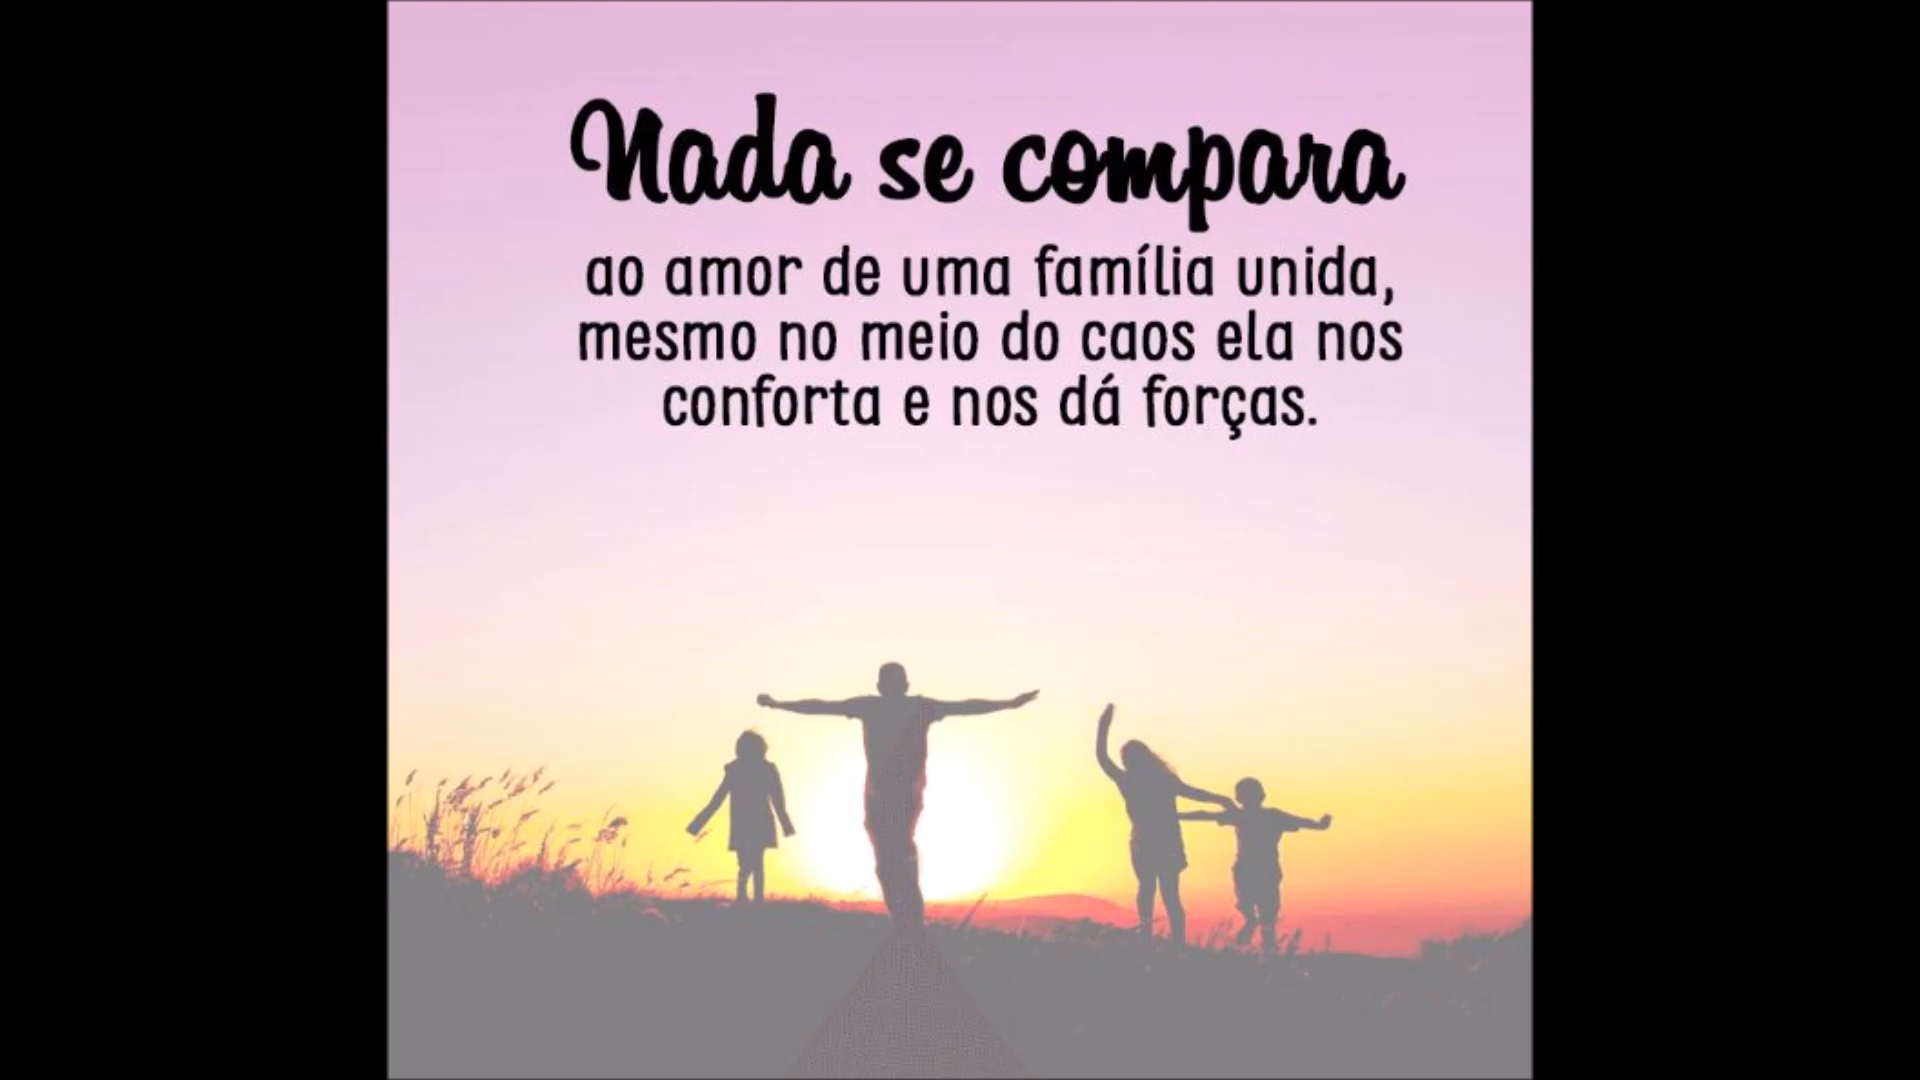 Nada se compara
ao amor de uma família unida,
mesmo no meio do caos ela nos
conforta e nos dá forças.